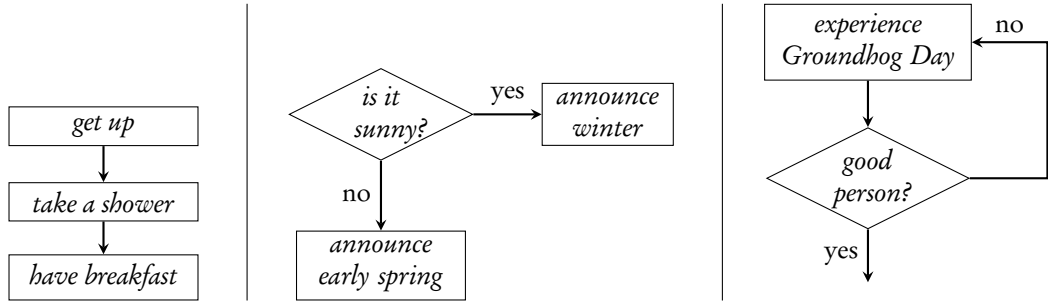 get up
take a shower
have breakfast
is it
sunny?
yes
announce
winter
no
announce
early spring
experience
Groundhog Day
no
good
person?
yes